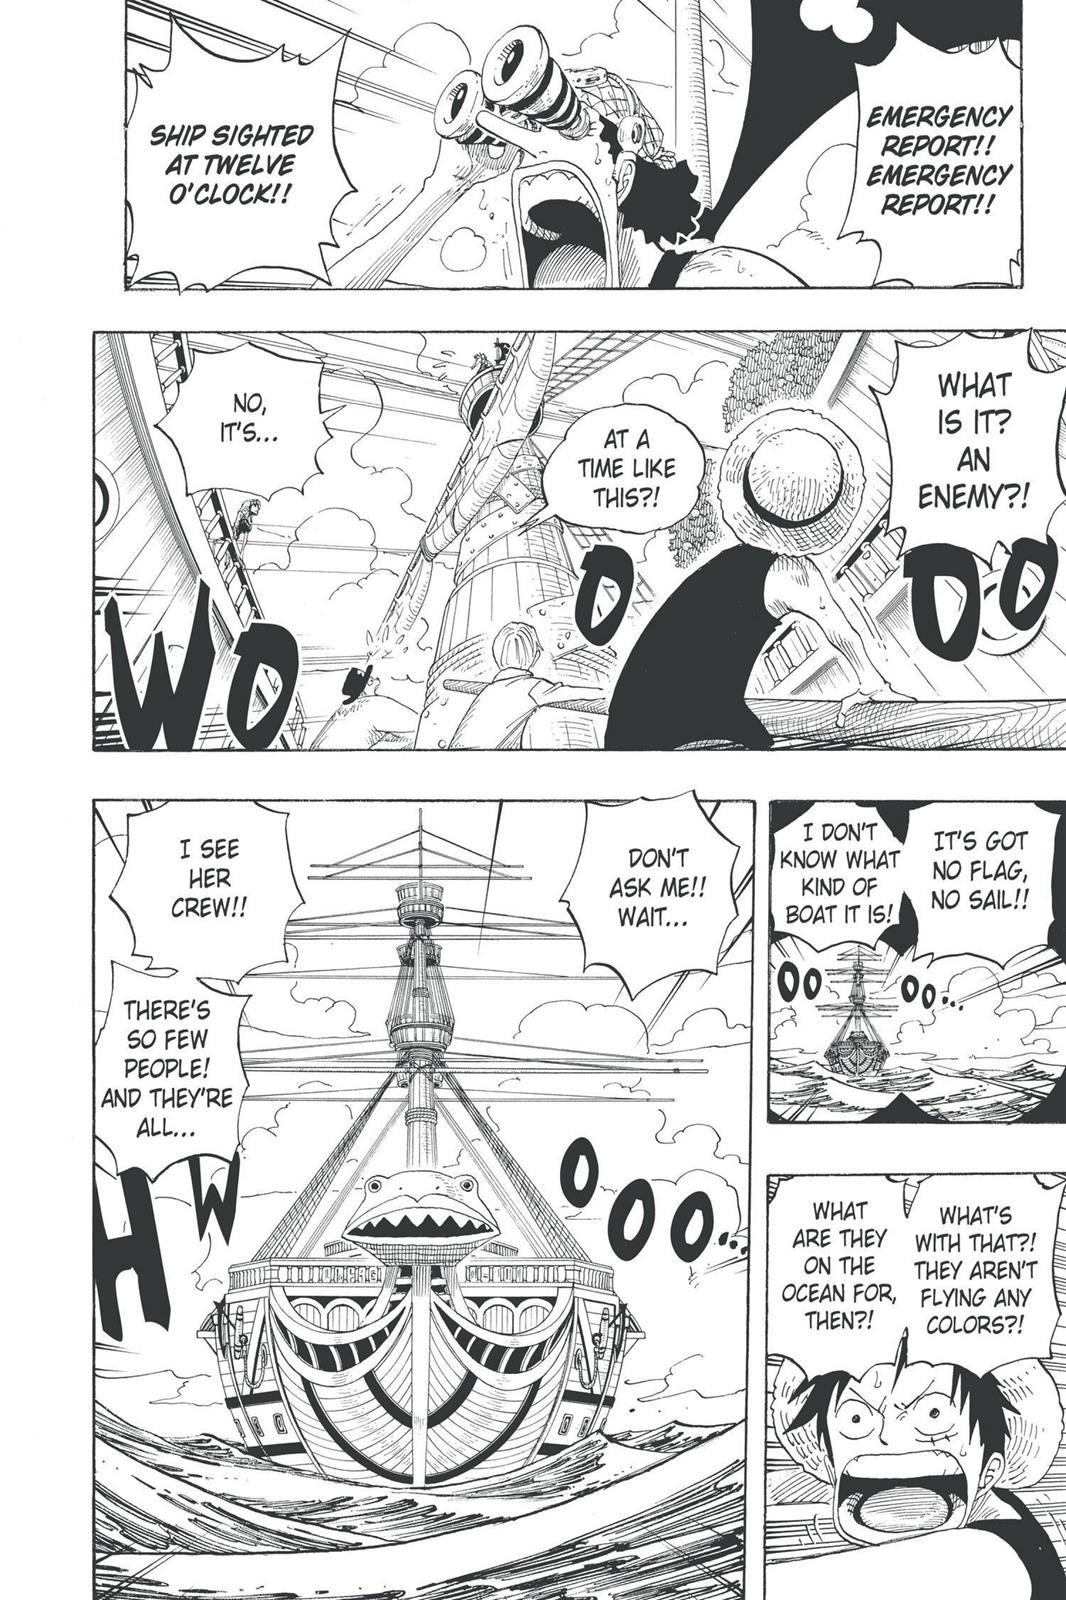 EMERGENCY
REPORT!!
EMERGENCY
REPORT!!
SHIP SIGHTED
AT TWELVE
O'CLOCK!!
WHAT
IS IT?
AN
ENEMY?!
AT A
TIME LIKE
THIS?!
NO,
IT'S...
WOOOO
IT'S GOT
NO FLAG,
NO SAIL!!
I DON'T
KNOW WHAT
KIND OF
BOAT IT IS!
OO
OO...
WHAT'S
WITH THAT?!
THEY AREN'T
FLYING ANY
COLORS?!
WHAT
ARE THEY
ON THE
OCEAN FOR,
THEN?!
DON'T
ASK ME!!
WAIT...
I SEE
HER
CREW!!
THERE'S
SO FEW
PEOPLE!
AND THEY'RE
ALL...
HW
OOO...